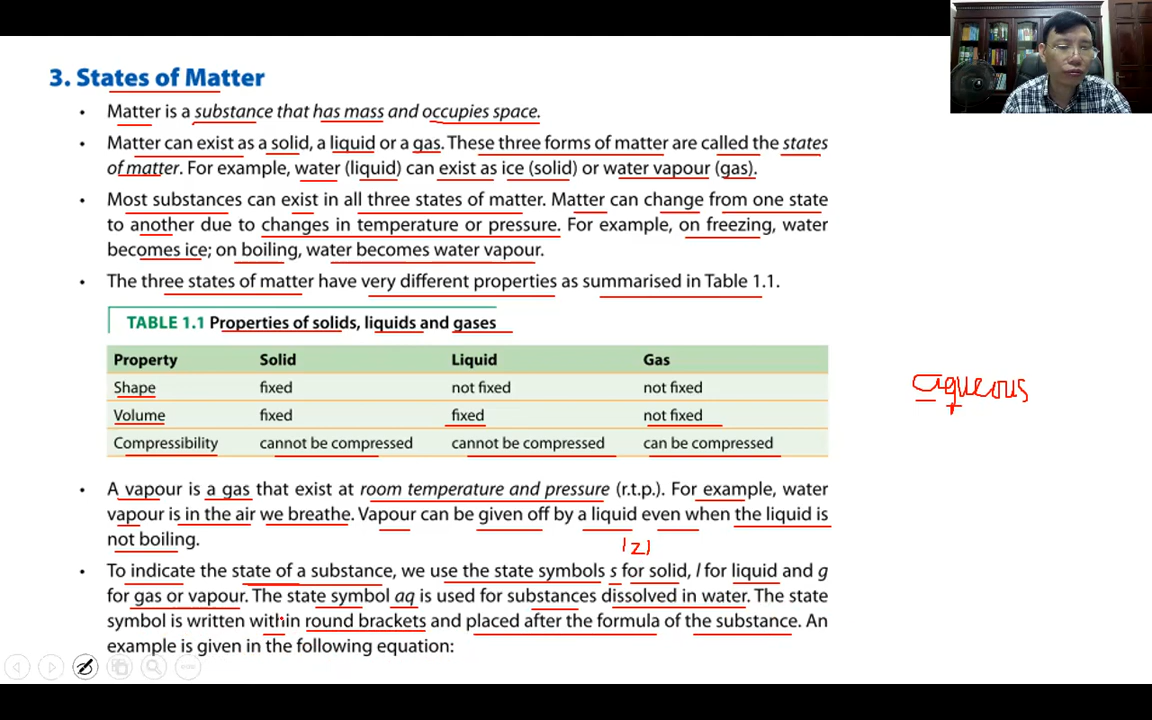 3. States of Matter
• Matter is a substance that has mass and occupies space.
• Matter can exist as a solid, a liquid or a gas. These three forms of matter are called the states
of matter. For example, water (liquid) can exist as ice (solid) or water vapour (gas).
• Most substances can exist in all three states of matter. Matter can change from one state
to another due to changes in temperature or pressure. For example, on freezing, water
becomes ice; on boiling, water becomes water vapour.
• The three states of matter have very different properties as summarised in Table 1.1.
TABLE 1.1 Properties of solids, liquids and gases
Property Solid Liquid Gas
Shape fixed not fixed not fixed
aqueous
Volume fixed fixed not fixed
Compressibility cannot be compressed cannot be compressed can be compressed
• A vapour is a gas that exist at room temperature and pressure (r.t.p.). For example, water
vapour is in the air we breathe. Vapour can be given off by a liquid even when the liquid is
not boiling.
• To indicate the state of a substance, we use the state symbols s for solid, l for liquid and g
for gas or vapour. The state symbol aq is used for substances dissolved in water. The state
symbol is written within round brackets and placed after the formula of the substance. An
example is given in the following equation: